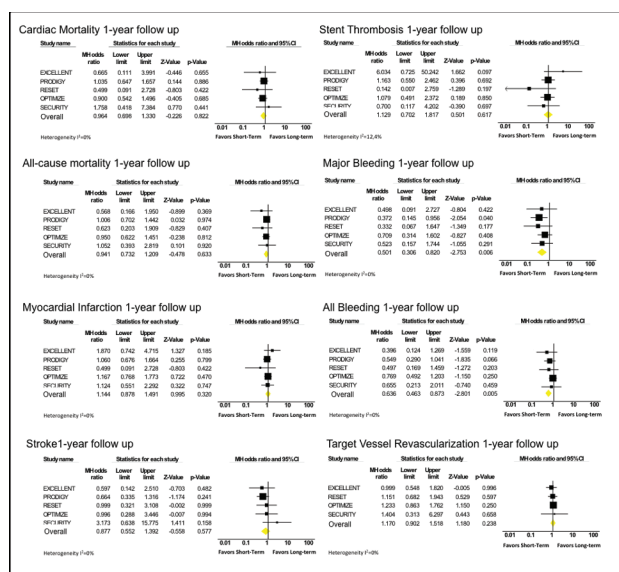 Cardiac Mortality 1-year follow up
Study name Statistics for each study MH odds ratio and 95%CI
MH odds ratio Lower limit Upper limit Z-Value p-Value
EXCELLENT 0.665 0.111 3.991 -0.446 0.655
PRODIGY 1.035 0.647 1.657 0.144 0.886
RESET 0.499 0.091 2.728 -0.803 0.422
OPTIMIZE 0.900 0.542 1.496 -0.405 0.685
SECURITY 1.758 0.418 7.384 0.770 0.441
Overall 0.964 0.698 1.330 -0.226 0.822
0.01 0.1 1 10 100
Heterogeneity I²=0%
Favors Short-Term Favors Long-term
Stent Thrombosis 1-year follow up
Study name Statistics for each study MH odds ratio and 95%CI
MH odds ratio Lower limit Upper limit Z-Value p-Value
EXCELLENT 6.034 0.725 50.242 1.662 0.097
PRODIGY 1.163 0.550 2.462 0.396 0.692
RESET 0.142 0.007 2.759 -1.289 0.197
OPTIMIZE 1.079 0.491 2.372 0.189 0.850
SECURITY 0.700 0.117 4.202 -0.390 0.697
Overall 1.129 0.702 1.817 0.501 0.617
0.01 0.1 1 10 100
Heterogeneity I²=12,4%
Favors Short-Term Favors Long-term
All-cause mortality 1-year follow up
Study name Statistics for each study MH odds ratio and 95%CI
MH odds ratio Lower limit Upper limit Z-Value p-Value
EXCELLENT 0.568 0.166 1.950 -0.899 0.369
PRODIGY 1.006 0.702 1.442 0.032 0.974
RESET 0.623 0.203 1.909 -0.829 0.407
OPTIMIZE 0.950 0.622 1.451 -0.238 0.812
SECURITY 1.052 0.393 2.819 0.101 0.920
Overall 0.941 0.732 1.209 -0.478 0.633
0.01 0.1 1 10 100
Heterogeneity I²=0%
Favors Short-Term Favors Long-term
Major Bleeding 1-year follow up
Study name Statistics for each study MH odds ratio and 95%CI
MH odds ratio Lower limit Upper limit Z-Value p-Value
EXCELLENT 0.498 0.091 2.727 -0.804 0.422
PRODIGY 0.372 0.145 0.956 -2.054 0.040
RESET 0.332 0.067 1.647 -1.349 0.177
OPTIMIZE 0.709 0.314 1.602 -0.827 0.408
SECURITY 0.523 0.157 1.744 -1.055 0.291
Overall 0.501 0.306 0.820 -2.753 0.006
0.01 0.1 1 10 100
Heterogeneity I²=0%
Favors Short-Term Favors Long-term
Myocardial Infarction 1-year follow up
Study name Statistics for each study MH odds ratio and 95%CI
MH odds ratio Lower limit Upper limit Z-Value p-Value
EXCELLENT 1.870 0.742 4.715 1.327 0.185
PRODIGY 1.060 0.676 1.664 0.255 0.799
RESET 0.499 0.091 2.728 -0.803 0.422
OPTIMIZE 1.167 0.768 1.773 0.722 0.470
SECURITY 1.124 0.551 2.292 0.322 0.747
Overall 1.144 0.878 1.491 0.995 0.320
0.01 0.1 1 10 100
Heterogeneity I²=0%
Favors Short-Term Favors Long-term
All Bleeding 1-year follow up
Study name Statistics for each study MH odds ratio and 95%CI
MH odds ratio Lower limit Upper limit Z-Value p-Value
EXCELLENT 0.396 0.124 1.269 -1.559 0.119
PRODIGY 0.549 0.290 1.041 -1.835 0.066
RESET 0.497 0.169 1.459 -1.272 0.203
OPTIMIZE 0.769 0.492 1.203 -1.150 0.250
SECURITY 0.655 0.213 2.011 -0.740 0.459
Overall 0.636 0.463 0.873 -2.801 0.005
0.01 0.1 1 10 100
Heterogeneity I²=0%
Favors Short-Term Favors Long-term
Stroke1-year follow up
Study name Statistics for each study MH odds ratio and 95%CI
MH odds ratio Lower limit Upper limit Z-Value p-Value
EXCELLENT 0.597 0.142 2.510 -0.703 0.482
PRODIGY 0.664 0.335 1.316 -1.174 0.241
RESET 0.999 0.321 3.108 -0.002 0.999
OPTIMIZE 0.996 0.288 3.446 -0.007 0.994
SECURITY 3.173 0.638 15.775 1.411 0.158
Overall 0.877 0.552 1.392 -0.558 0.577
0.01 0.1 1 10 100
Heterogeneity I²=0%
Favors Short-Term Favors Long-term
Target Vessel Revascularization 1-year follow up
Study name Statistics for each study MH odds ratio and 95%CI
MH odds ratio Lower limit Upper limit Z-Value p-Value
EXCELLENT 0.999 0.548 1.820 -0.005 0.996
RESET 1.151 0.682 1.943 0.529 0.597
OPTIMIZE 1.233 0.863 1.762 1.150 0.250
SECURITY 1.404 0.313 6.297 0.443 0.658
Overall 1.170 0.902 1.518 1.180 0.238
0.01 0.1 1 10 100
Heterogeneity I²=0%
Favors Short-Term Favors Long-term